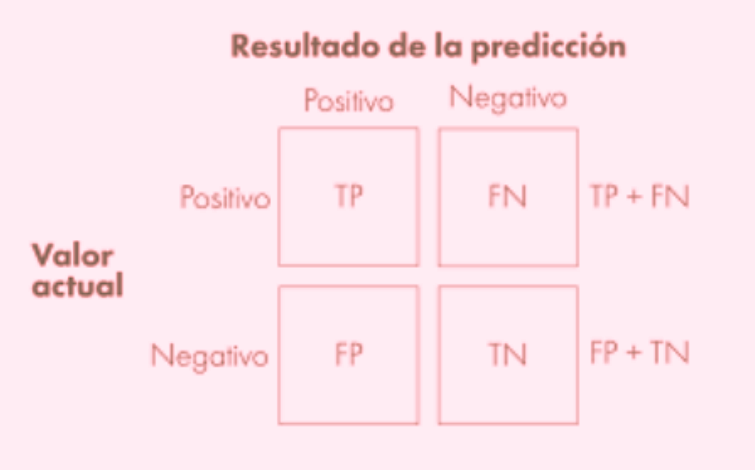 Resultado de la predicción
Positivo Negativo
Positivo TP FN TP + FN
Valor
actual
Negativo FP TN FP + TN